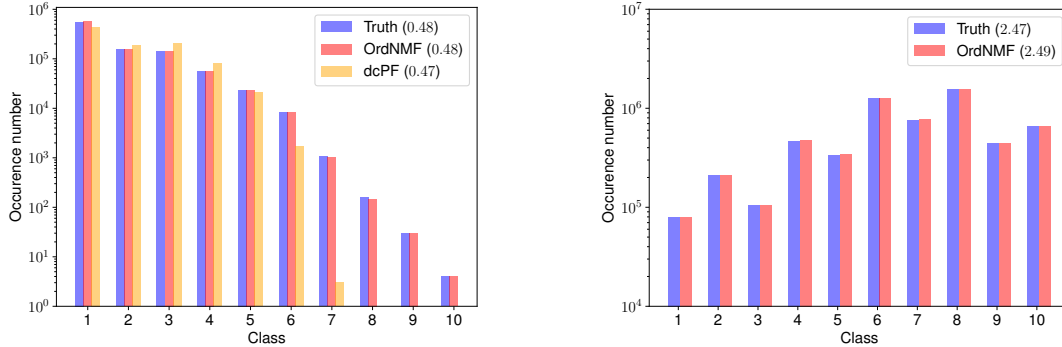 10^6
10^5
10^4
10^3
10^2
10^1
10^0
Occurence number
Truth (0.48)
OrdNMF (0.48)
dcPF (0.47)
1 2 3 4 5 6 7 8 9 10
Class
10^7
10^6
10^5
10^4
Occurence number
Truth (2.47)
OrdNMF (2.49)
1 2 3 4 5 6 7 8 9 10
Class